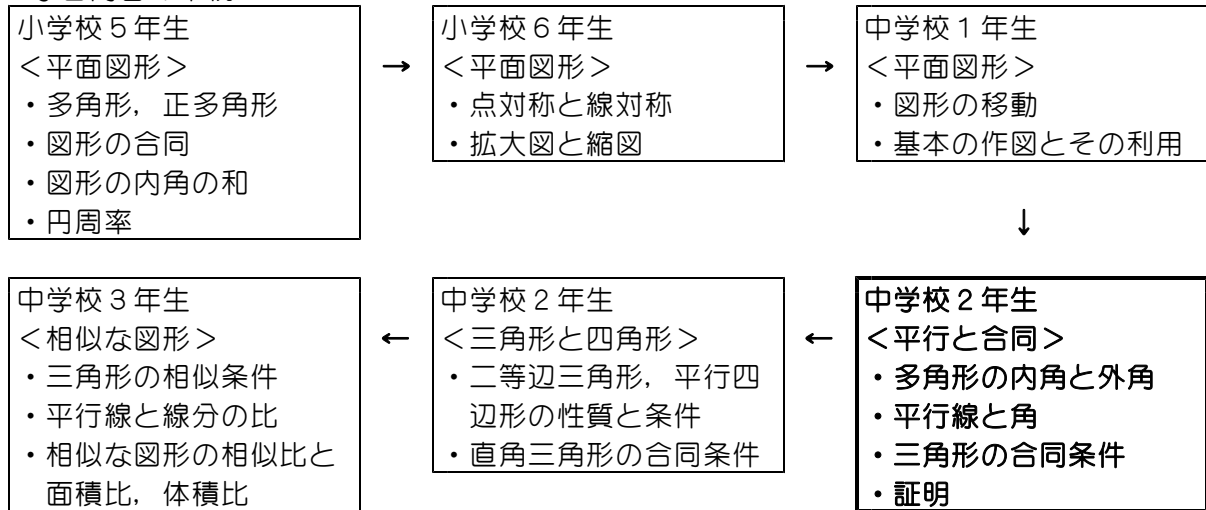 小学校５年生
＜平面図形＞
・多角形，正多角形
・図形の合同
・図形の内角の和
・円周率
→
小学校６年生
＜平面図形＞
・点対称と線対称
・拡大図と縮図
→
中学校１年生
＜平面図形＞
・図形の移動
・基本の作図とその利用
↓
中学校２年生
＜平行と合同＞
・多角形の内角と外角
・平行線と角
・三角形の合同条件
・証明
←
中学校２年生
＜三角形と四角形＞
・二等辺三角形，平行四
辺形の性質と条件
・直角三角形の合同条件
←
中学校３年生
＜相似な図形＞
・三角形の相似条件
・平行線と線分の比
・相似な図形の相似比と
面積比，体積比